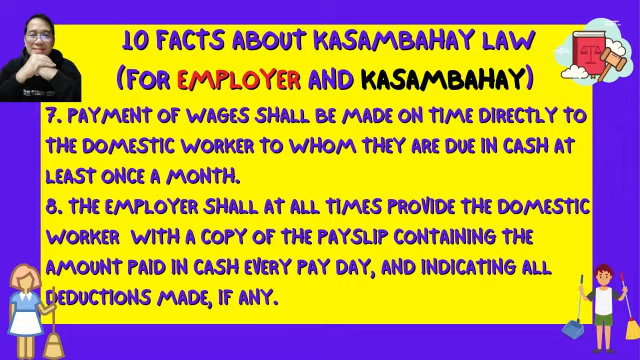 10 FACTS ABOUT KASAMBAHAY LAW
(FOR EMPLOYER AND KASAMBAHAY)
7. PAYMENT OF WAGES SHALL BE MADE ON TIME DIRECTLY TO
THE DOMESTIC WORKER TO WHOM THEY ARE DUE IN CASH AT
LEAST ONCE A MONTH.
8. THE EMPLOYER SHALL AT ALL TIMES PROVIDE THE DOMESTIC
WORKER WITH A COPY OF THE PAYSLIP CONTAINING THE
AMOUNT PAID IN CASH EVERY PAY DAY, AND INDICATING ALL
DEDUCTIONS MADE, IF ANY.